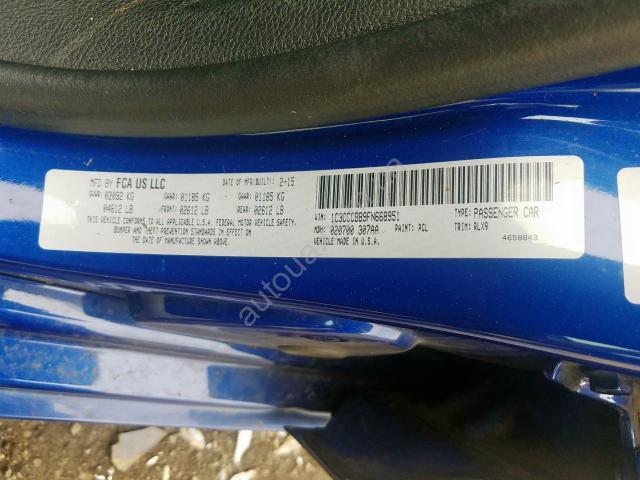 MFD BY FCA US LLC
DATE OF MFR(BUILT): 2-15
GVWR: 02092 KG
GAWR: 01185 KG
GAWR: 01185 KG
04612 LB
FRONT: 02612 LB
REAR: 02612 LB
THIS VEHICLE CONFORMS TO ALL APPLICABLE U.S.A. FEDERAL MOTOR VEHICLE SAFETY,
BUMPER AND THEFT PREVENTION STANDARDS IN EFFECT ON
THE DATE OF MANUFACTURE SHOWN ABOVE.
VIN: 1C3CCCBB9FN668951
TYPE: PASSENGER CAR
MDH: 020700 307AA
PAINT: PCL
TRIM: RLX9
VEHICLE MADE IN U.S.A.
4658843